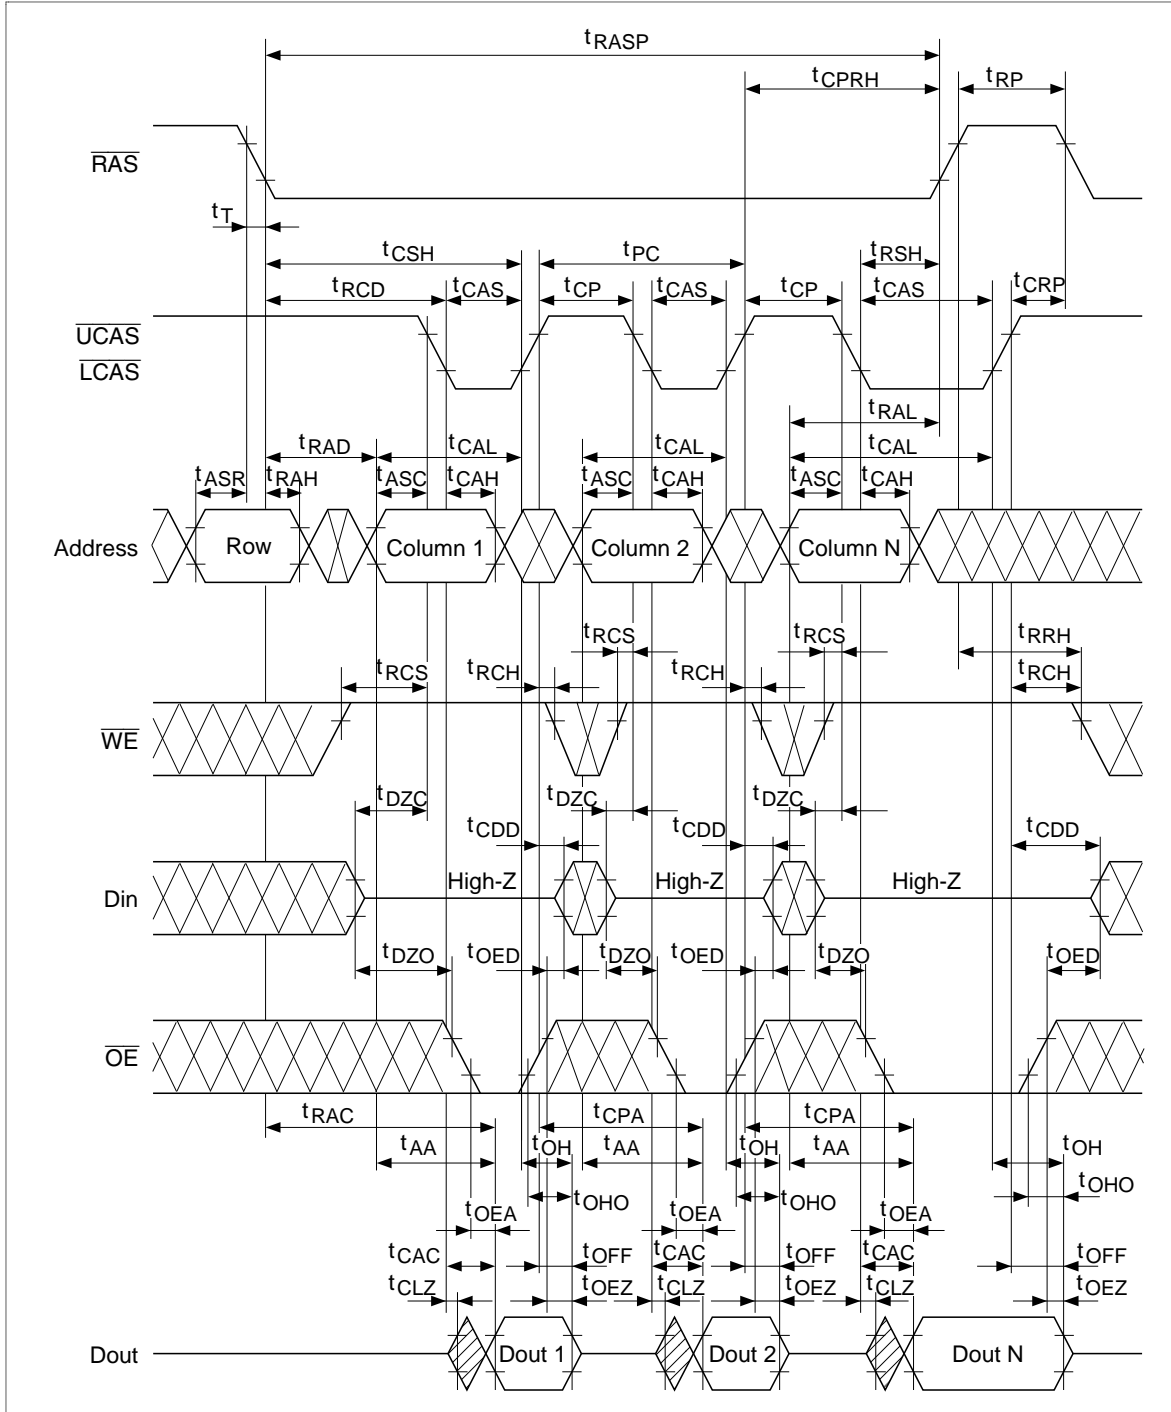 tRASP
tCPRH tRP
RAS
tT
tCSH tPC tRSH
tRCD tCAS tCP tCAS tCP tCAS tCRP
UCAS
LCAS
tRAL
tRAD tCAL tCAL tCAL
tASR tRAH tASC tCAH tASC tCAH tASC tCAH
Address Row Column 1 Column 2 Column N
tRCS tRCS tRRH
tRCS tRCH tRCH tRCH
WE
tDZC tDZC tDZC
tCDD tCDD tCDD
Din High-Z High-Z High-Z
tDZO tOED tDZO tOED tDZO tOED
OE
tRAC tCPA tCPA
tAA tOH tAA tOH tAA tOH
tOHO tOHO tOHO
tOEA tOEA tOEA
tCAC tOFF tCAC tOFF tCAC tOFF
tCLZ tOEZ tCLZ tOEZ tCLZ tOEZ
Dout Dout 1 Dout 2 Dout N